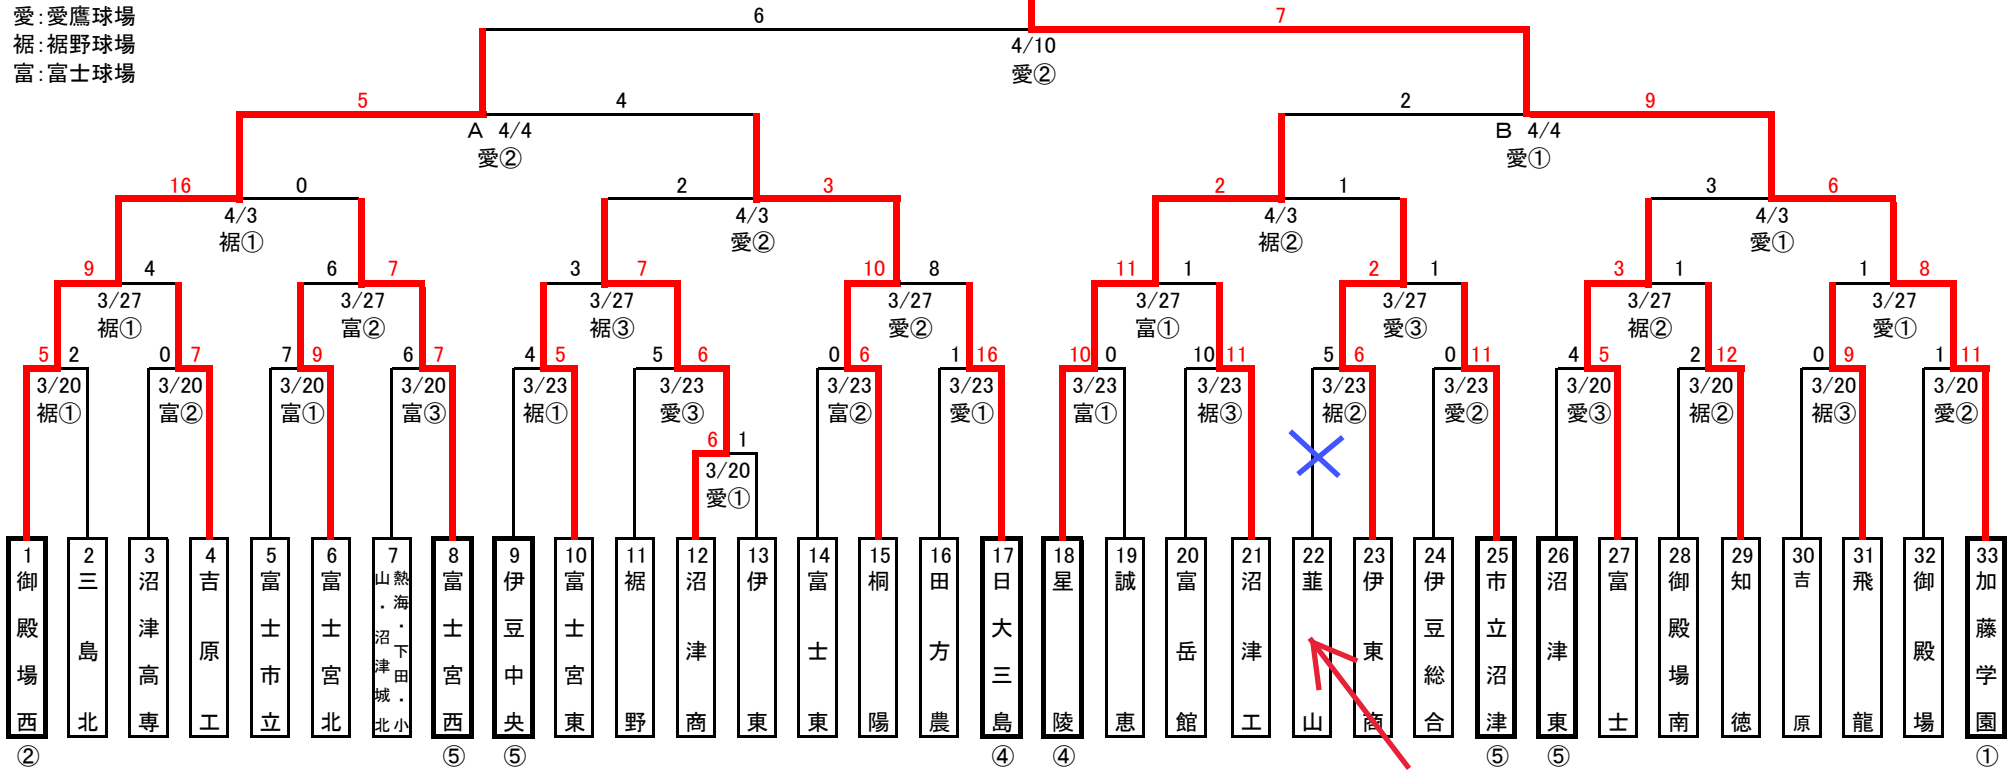 愛:愛鷹球場
裾:裾野球場
富:富士球場
6 7
4/10
愛②
5 4 2 9
A 4/4 B 4/4
愛② 愛①
16 0 2 3 2 1 3 6
4/3 4/3 4/3 4/3
裾① 愛② 裾② 愛①
9 4 6 7 3 7 10 8 11 1 2 1 3 1 1 8
3/27 3/27 3/27 3/27 3/27 3/27 3/27 3/27
裾① 富② 裾③ 愛② 富① 愛③ 裾② 愛①
5 2 0 7 7 9 6 7 4 5 5 6 0 6 1 16 10 0 10 11 5 6 0 11 4 5 2 12 0 9 1 11
3/20 3/20 3/20 3/20 3/23 3/23 3/23 3/23 3/23 3/23 3/23 3/23 3/20 3/20 3/20 3/20
裾① 富② 富① 富③ 裾① 愛③ 富② 愛① 富① 裾③ 裾② 愛② 愛③ 裾② 裾③ 愛②
6 1
3/20
愛①
1 御殿場西 ②
2 三島北
3 沼津高専
4 吉原工
5 富士市立
6 富士宮北
7 熱海・下田・小山・沼津城北
8 富士宮西 ⑤
9 伊豆中央 ⑤
10 富士宮東
11 裾野
12 沼津商
13 伊東
14 富士東
15 桐陽
16 田方農
17 日大三島 ④
18 星陵 ④
19 誠恵
20 富岳館
21 沼津工
22 韮山
23 伊東商
24 伊豆総合
25 市立沼津 ⑤
26 沼津東 ⑤
27 富士
28 御殿場南
29 知徳
30 吉原
31 飛龍
32 御殿場
33 加藤学園 ①